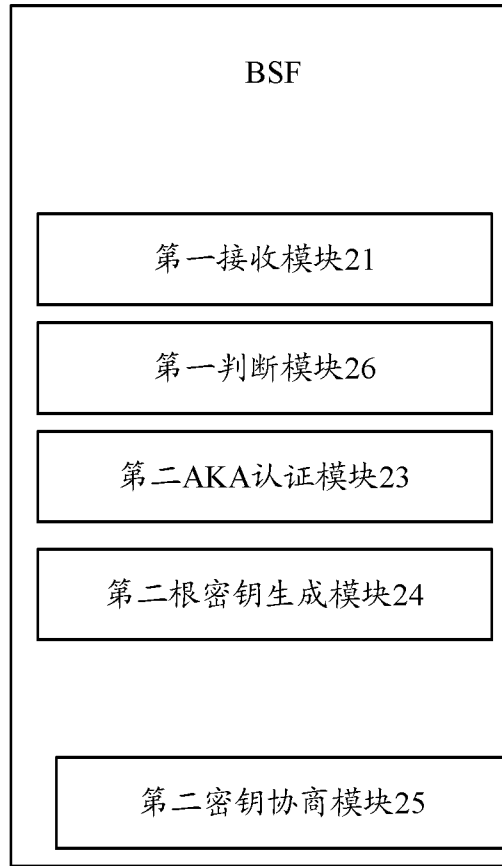 BSF
第一接收模块21
第一判断模块26
第二AKA认证模块23
第二根密钥生成模块24
第二密钥协商模块25